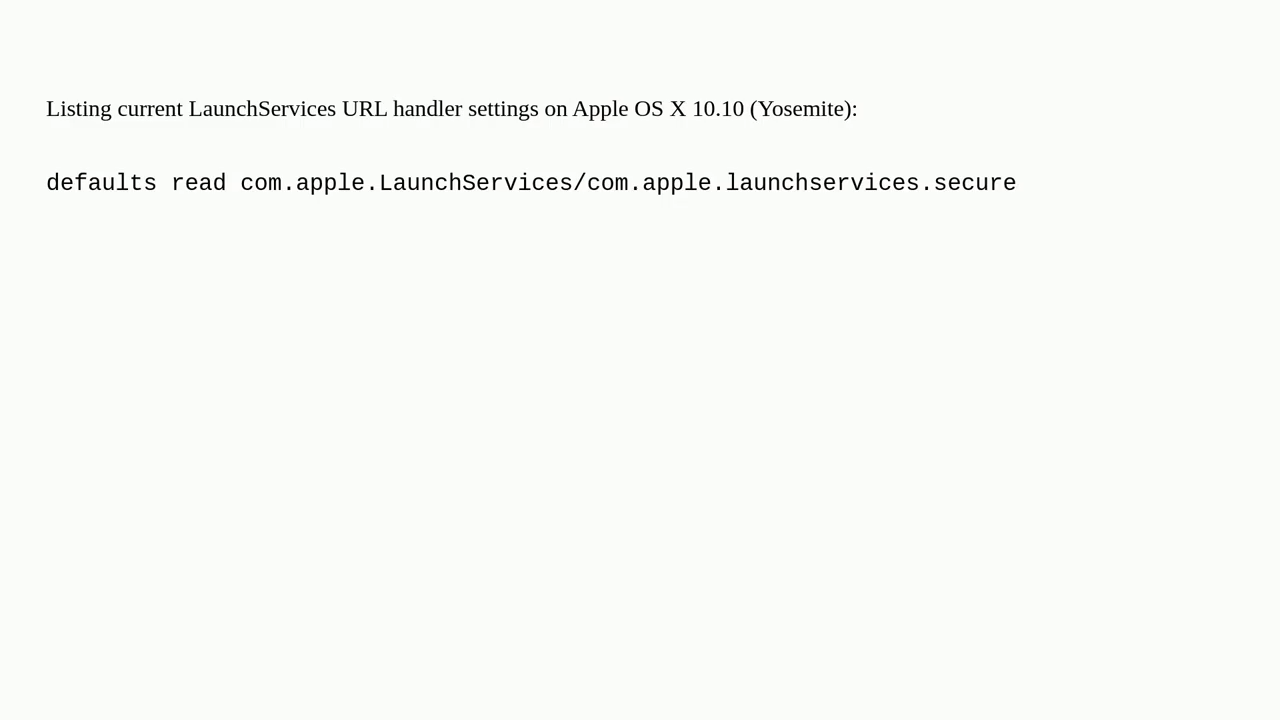 Listing current LaunchServices URL handler settings on Apple OS X 10.10 (Yosemite):
defaults read com.apple.LaunchServices/com.apple.launchservices.secure